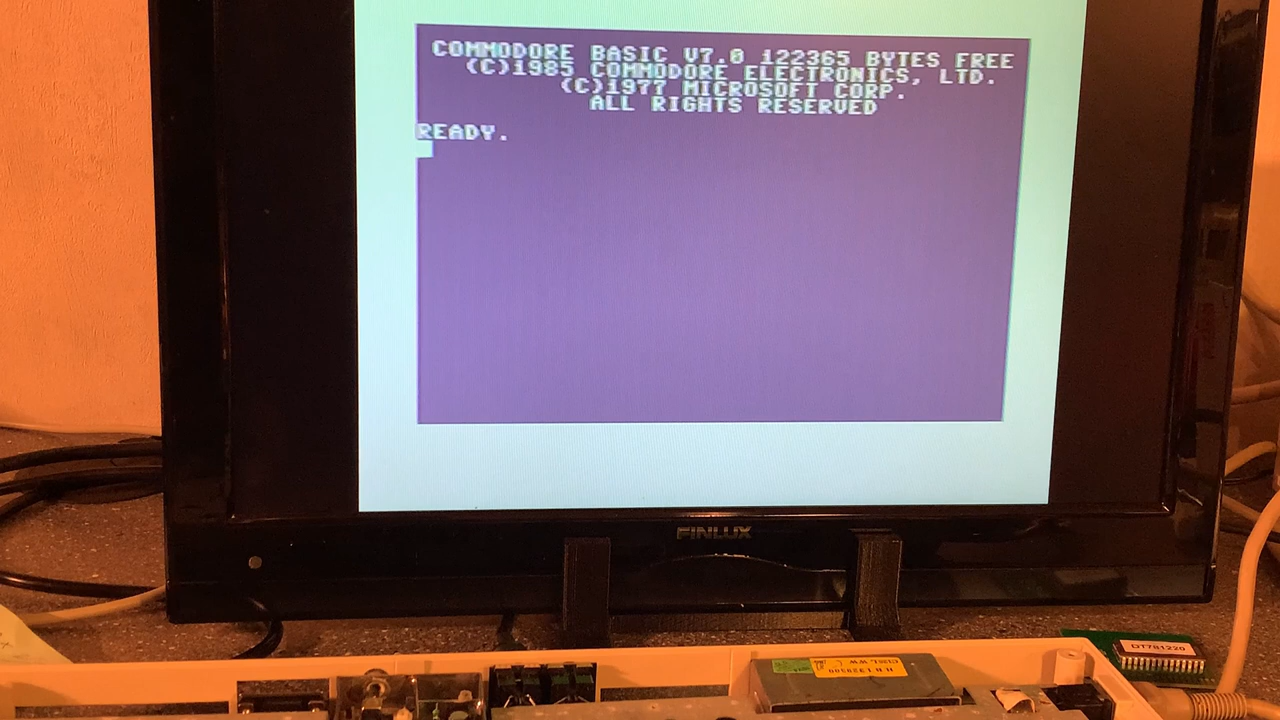 COMMODORE BASIC V7.0 122365 BYTES FREE
(C)1985 COMMODORE ELECTRONICS, LTD.
(C)1977 MICROSOFT CORP.
ALL RIGHTS RESERVED
READY.
FINLUX
DT781220